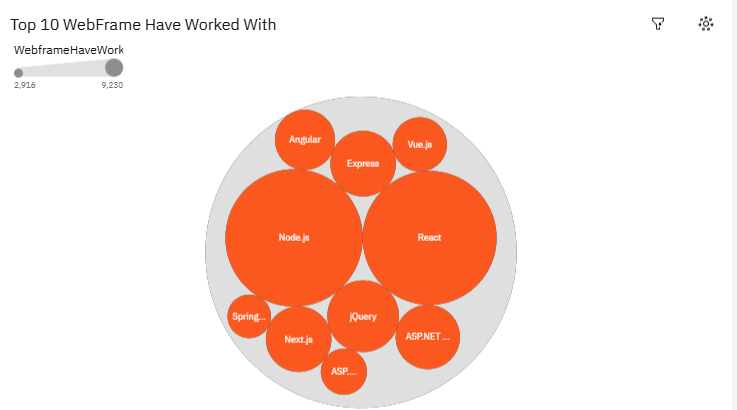 Top 10 WebFrame Have Worked With
WebframeHaveWork
2,916
9,230
Angular
Vue.js
Express
Node.js
React
Spring...
jQuery
Next.js
ASP.NET ...
ASP....